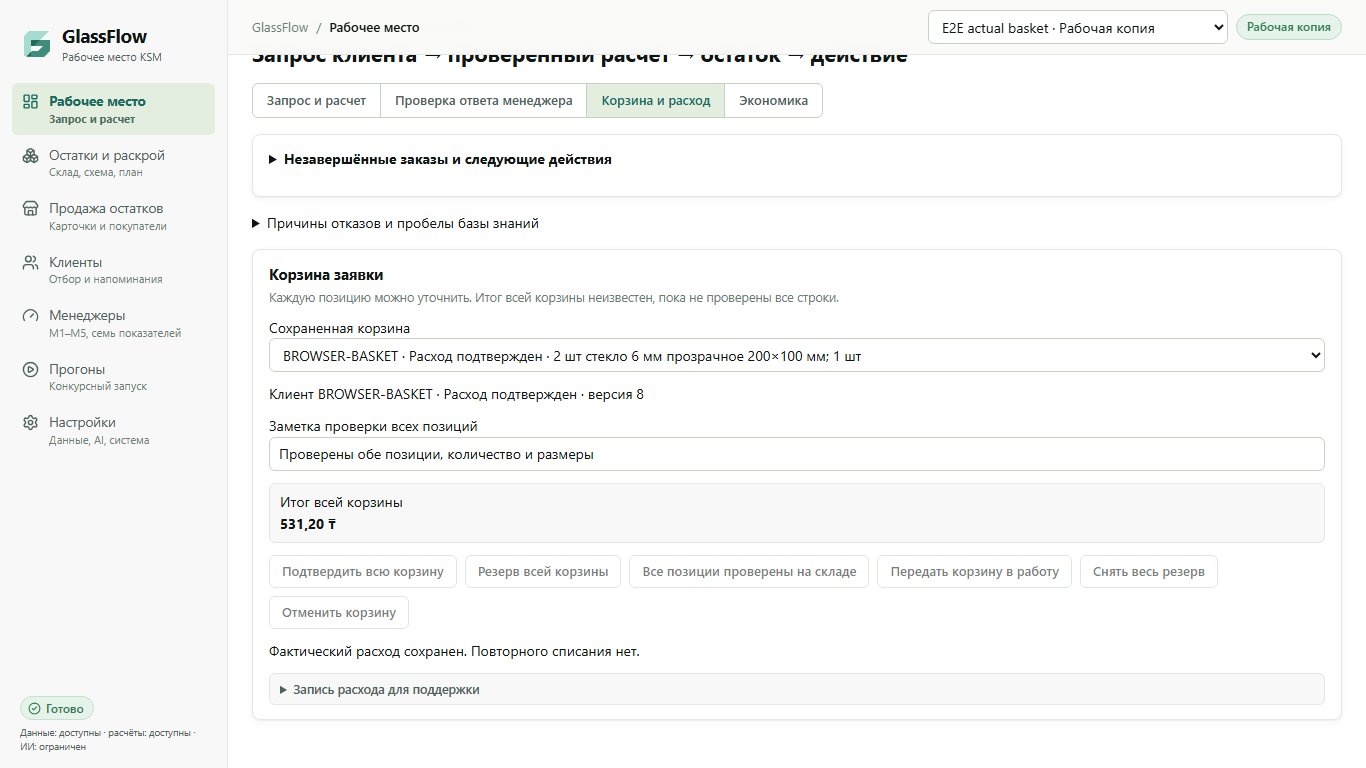 GlassFlow
Рабочее место KSM
Рабочее место
Запрос и расчет
Остатки и раскрой
Склад, схема, план
Продажа остатков
Карточки и покупатели
Клиенты
Отбор и напоминания
Менеджеры
М1–М5, семь показателей
Прогоны
Конкурсный запуск
Настройки
Данные, AI, система
Готово
Данные: доступны · расчёты: доступны ·
ИИ: ограничен
GlassFlow / Рабочее место
E2E actual basket · Рабочая копия
Рабочая копия
Запрос клиента → проверенный расчет → остаток → действие
Запрос и расчет
Проверка ответа менеджера
Корзина и расход
Экономика
Незавершённые заказы и следующие действия
Причины отказов и пробелы базы знаний
Корзина заявки
Каждую позицию можно уточнить. Итог всей корзины неизвестен, пока не проверены все строки.
Сохраненная корзина
BROWSER-BASKET · Расход подтвержден · 2 шт стекло 6 мм прозрачное 200×100 мм; 1 шт
Клиент BROWSER-BASKET · Расход подтвержден · версия 8
Заметка проверки всех позиций
Проверены обе позиции, количество и размеры
Итог всей корзины
531,20 ₸
Подтвердить всю корзину
Резерв всей корзины
Все позиции проверены на складе
Передать корзину в работу
Снять весь резерв
Отменить корзину
Фактический расход сохранен. Повторного списания нет.
Запись расхода для поддержки